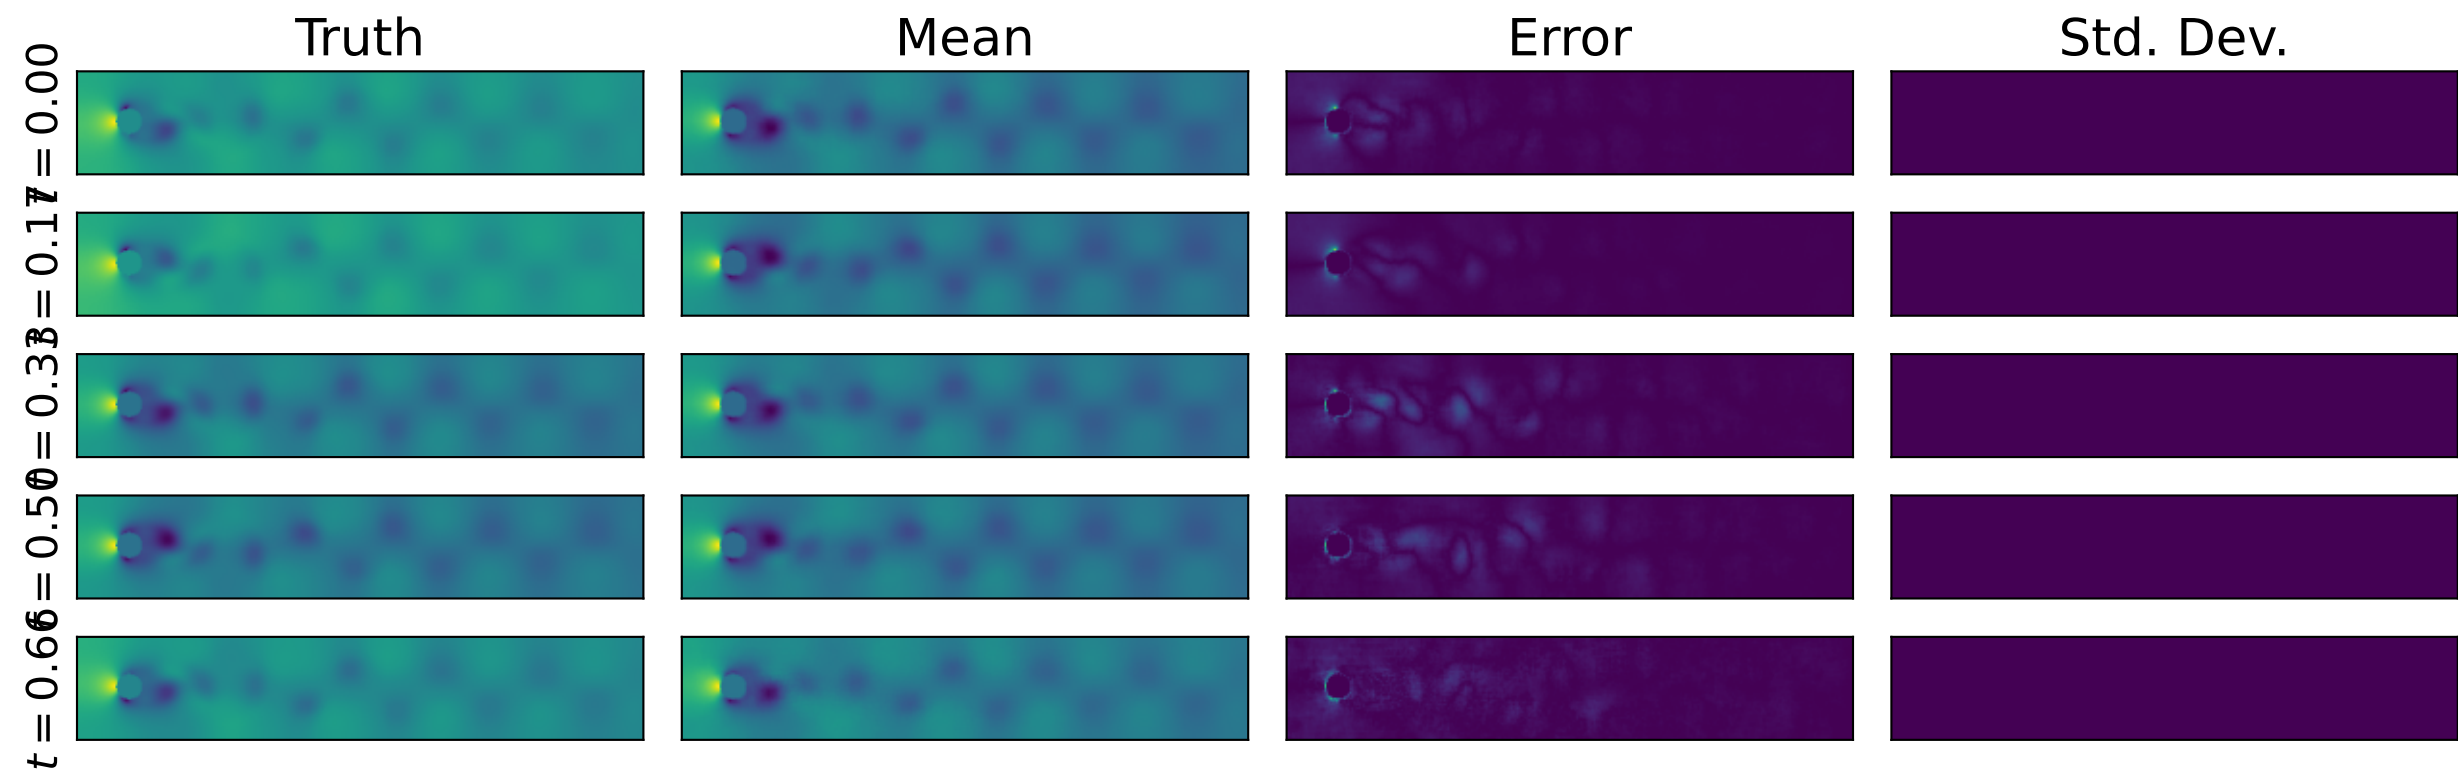 Truth Mean Error Std. Dev.
t = 0.00
t = 0.17
t = 0.33
t = 0.50
t = 0.66